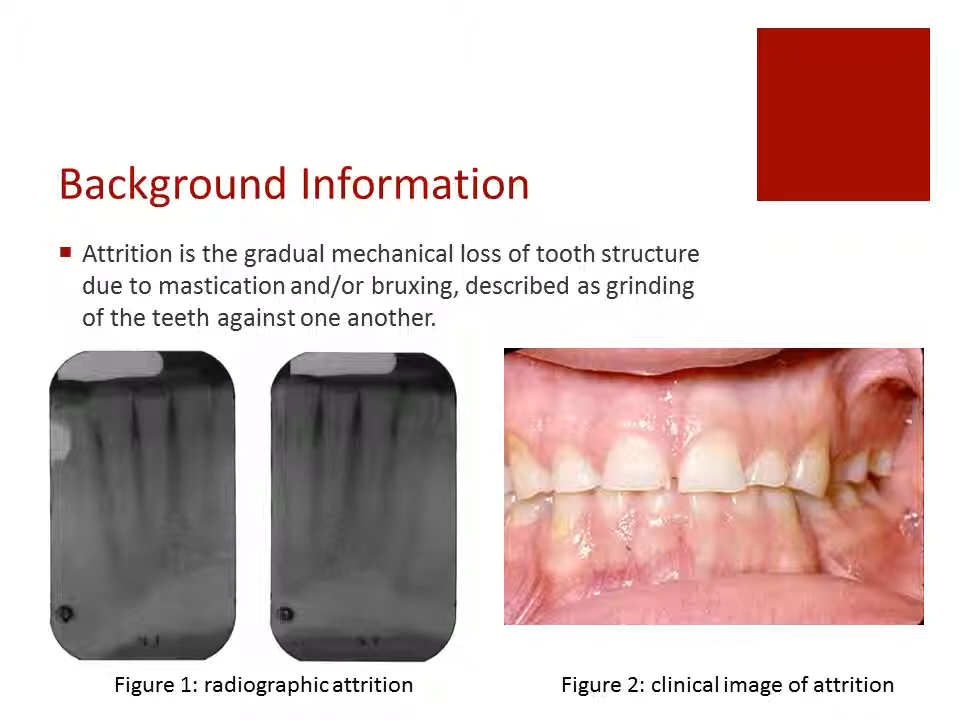 Background Information
Attrition is the gradual mechanical loss of tooth structure
due to mastication and/or bruxing, described as grinding
of the teeth against one another.
Figure 1: radiographic attrition
Figure 2: clinical image of attrition